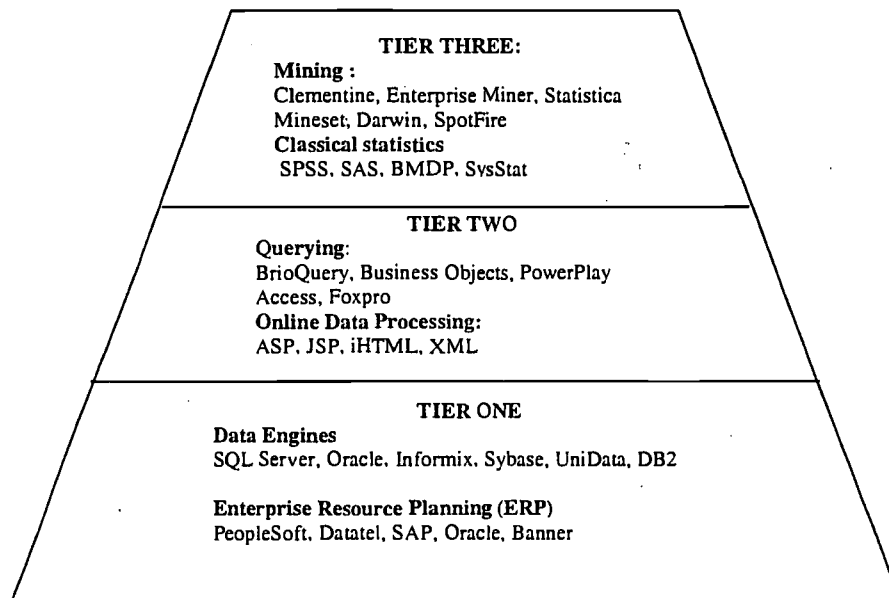 TIER THREE:
Mining :
Clementine, Enterprise Miner, Statistica
Mineset, Darwin, SpotFire
Classical statistics
SPSS, SAS, BMDP, SysStat
TIER TWO
Querying:
BrioQuery, Business Objects, PowerPlay
Access, Foxpro
Online Data Processing:
ASP, JSP, iHTML, XML
TIER ONE
Data Engines
SQL Server, Oracle, Informix, Sybase, UniData, DB2
Enterprise Resource Planning (ERP)
PeopleSoft, Datatel, SAP, Oracle, Banner